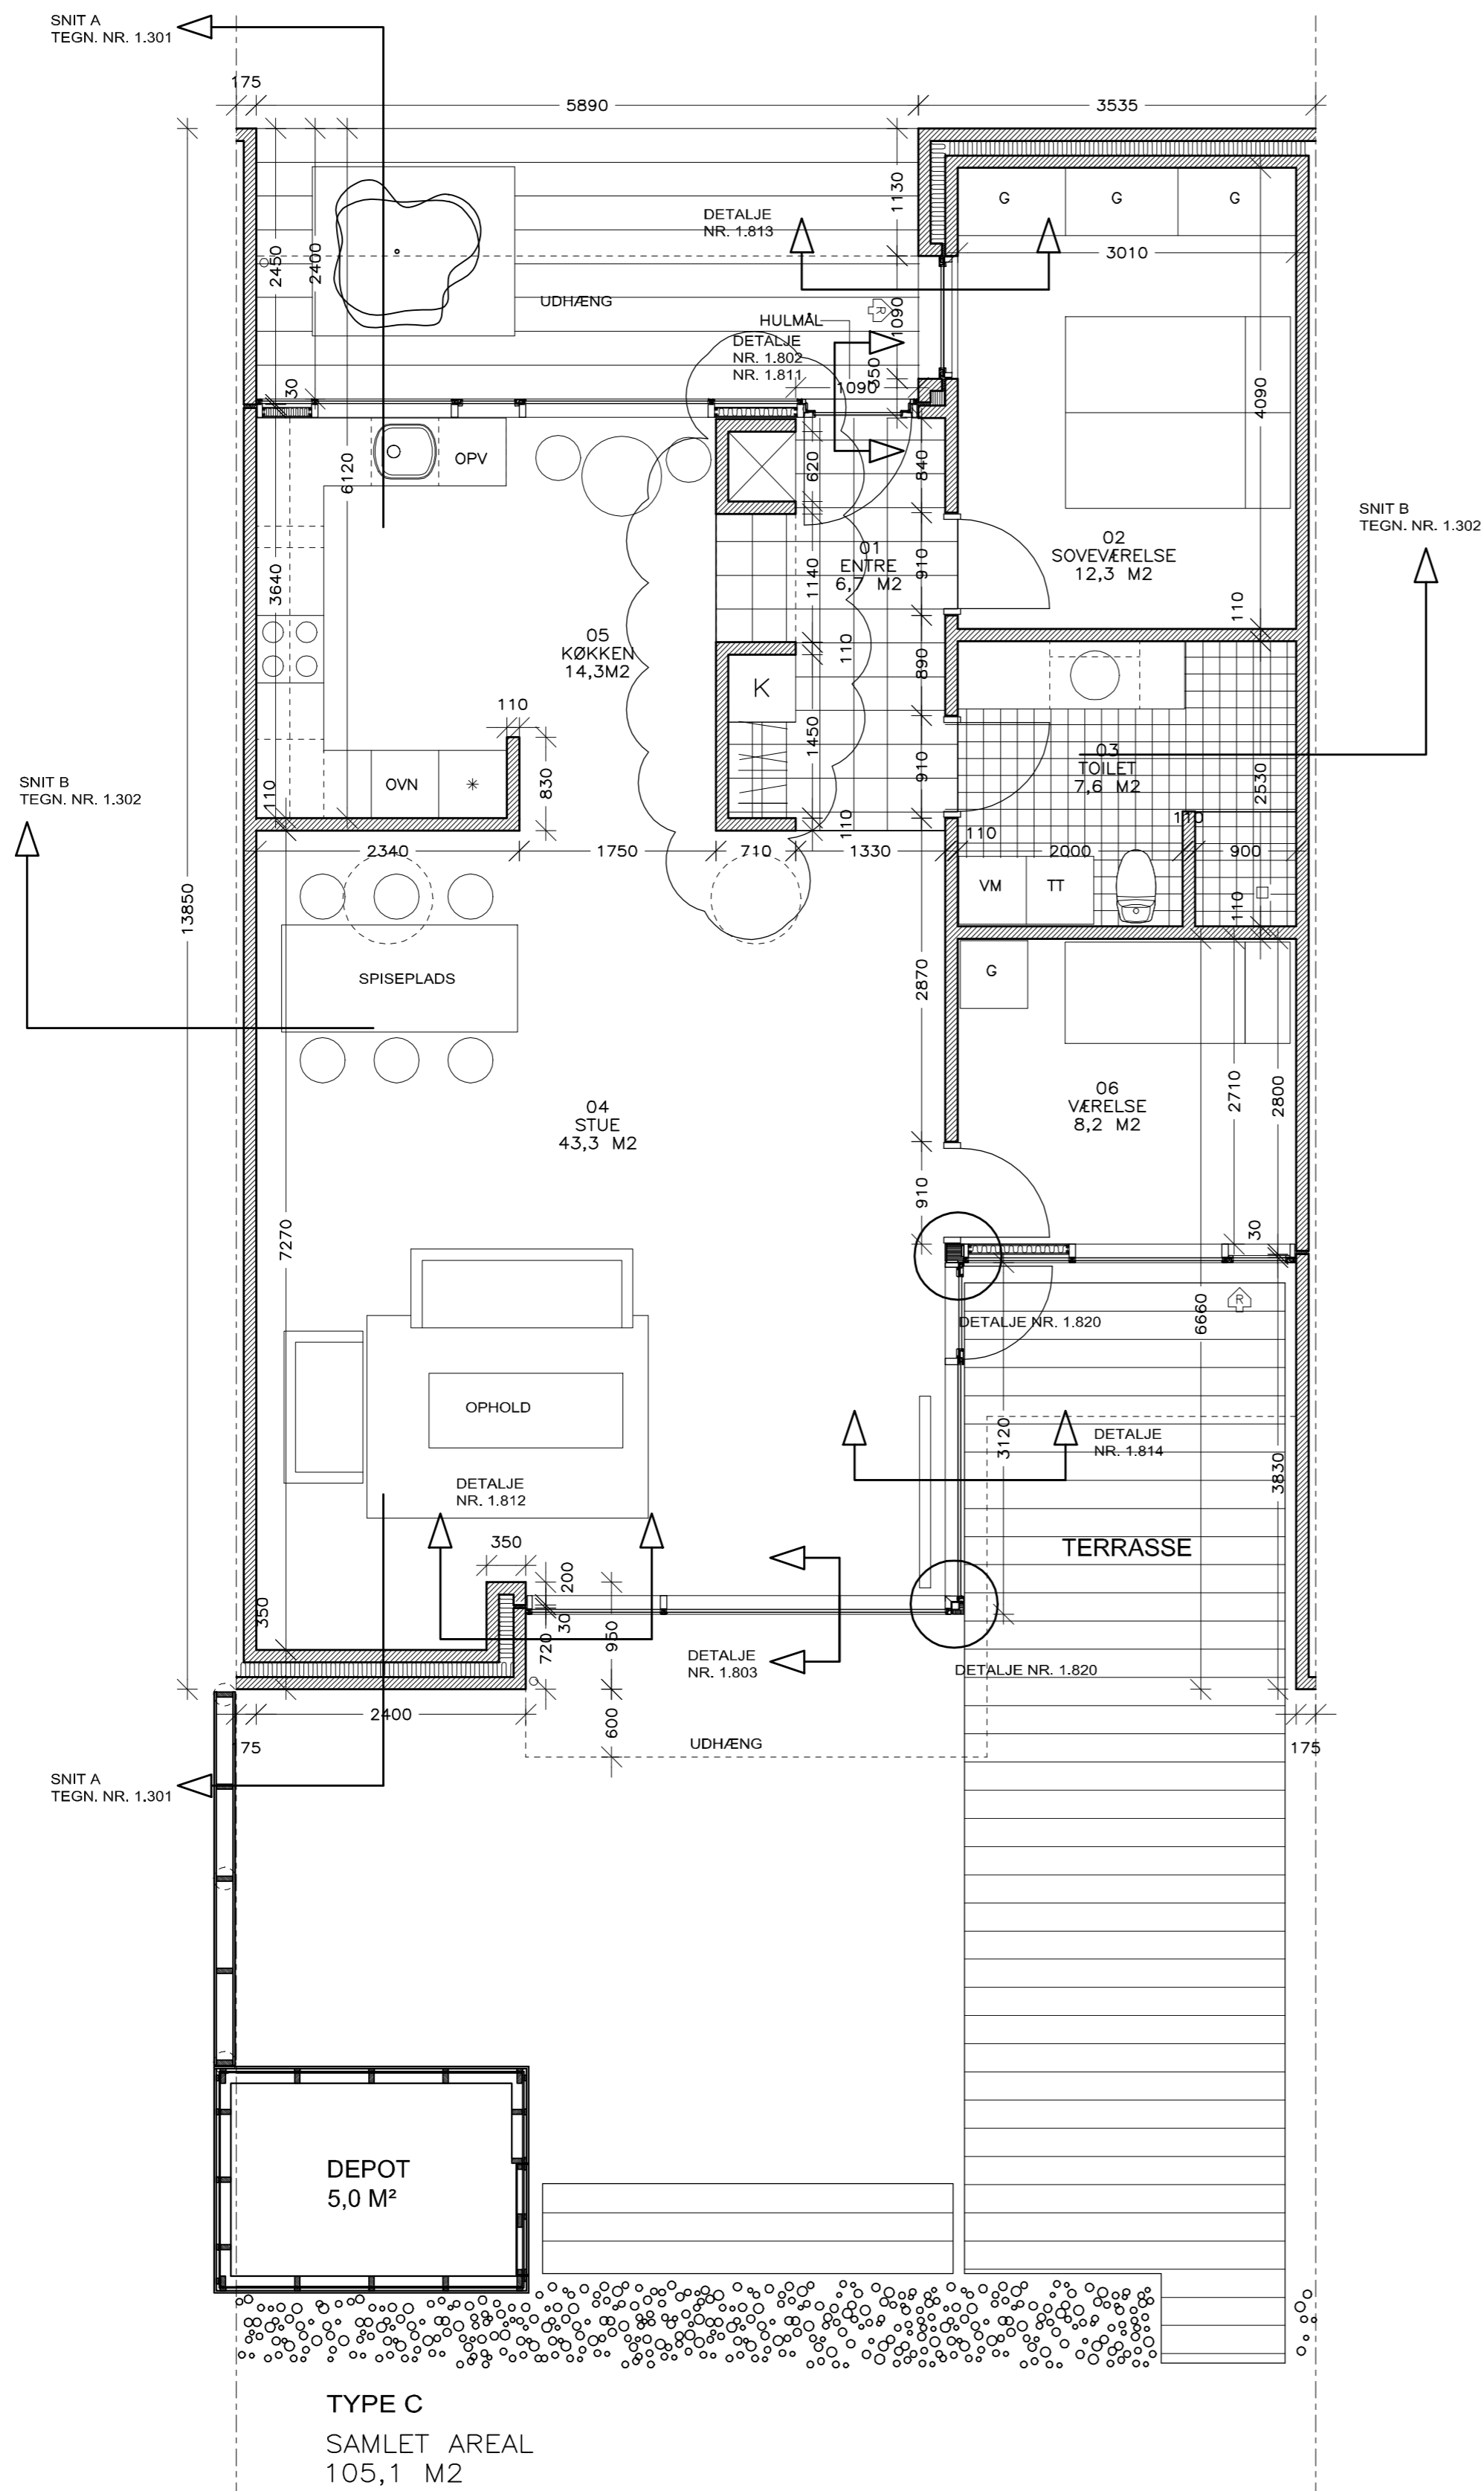 SNIT A
TEGN. NR. 1.301
175
5890
3535
1130
DETALJE
NR. 1.813
G
G
G
2450
2400
3010
UDHÆNG
R
1090
HULMÅL
DETALJE
NR. 1.802
NR. 1.811
350
1090
30
4090
6120
OPV
620
840
SNIT B
TEGN. NR. 1.302
02
SOVEVÆRELSE
12,3 M2
01
ENTRE
6,7 M2
910
1140
3640
110
110
05
KØKKEN
14,3M2
890
K
110
1450
03
TOILET
7,6 M2
910
2530
SNIT B
TEGN. NR. 1.302
OVN
*
830
110
110
110
110
2340
1750
710
1330
2000
900
VM
TT
110
13850
SPISEPLADS
G
2870
06
VÆRELSE
8,2 M2
2710
2800
04
STUE
43,3 M2
910
7270
30
R
6660
DETALJE NR. 1.820
OPHOLD
3120
DETALJE
NR. 1.814
3830
DETALJE
NR. 1.812
TERRASSE
350
200
350
30
720
950
DETALJE
NR. 1.803
DETALJE NR. 1.820
2400
600
UDHÆNG
175
175
SNIT A
TEGN. NR. 1.301
DEPOT
5,0 M²
TYPE C
SAMLET AREAL
105,1 M2